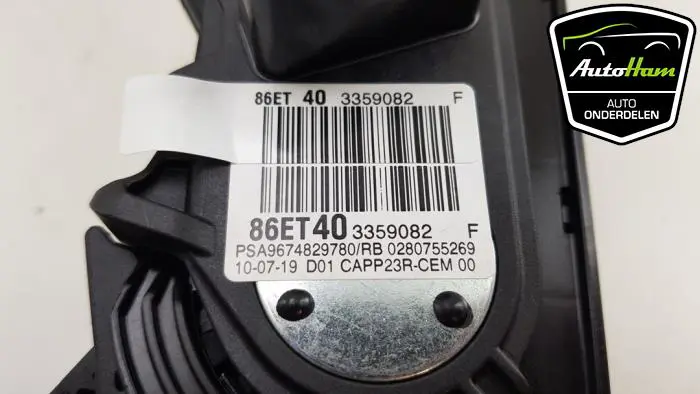 86ET 40 3359082 F
86ET40 3359082 F
PSA9674829780/RB 0280755269
10-07-19 D01 CAPP23R-CEM 00
AutoHam
AUTO
ONDERDELEN